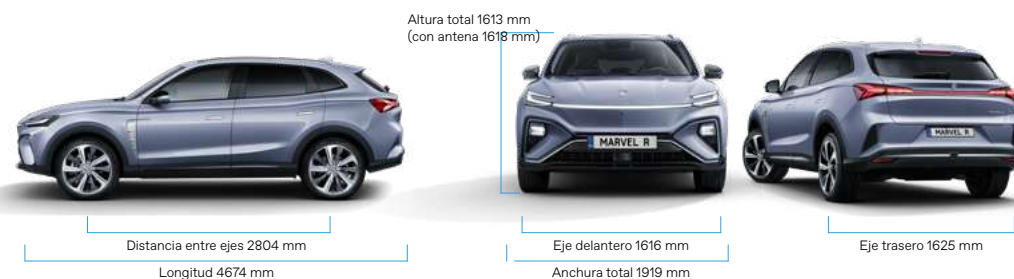 Altura total 1613 mm
(con antena 1618 mm)
MARVEL R
MARVEL R
Distancia entre ejes 2804 mm
Eje delantero 1616 mm
Eje trasero 1625 mm
Longitud 4674 mm
Anchura total 1919 mm